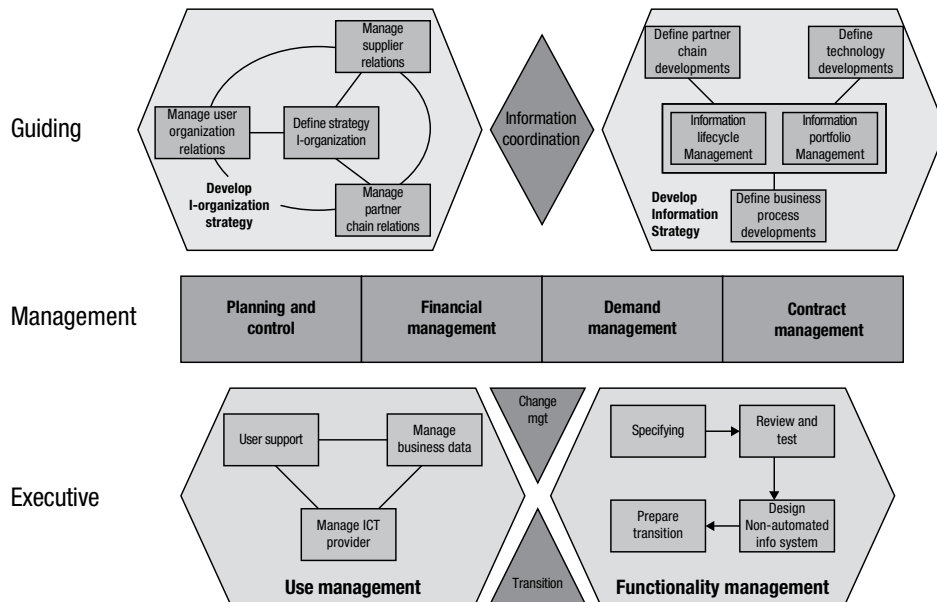 Guiding
Manage
supplier
relations
Manage user
organization
relations
Define strategy
I-organization
Develop
I-organization
strategy
Manage
partner
chain relations
Information
coordination
Define partner
chain
developments
Define
technology
developments
Information
lifecycle
Management
Information
portfolio
Management
Develop
Information
Strategy
Define business
process
developments
Management
Planning and
control
Financial
management
Demand
management
Contract
management
Executive
User support
Manage
business data
Manage ICT
provider
Use management
Change
mgt
Transition
Specifying
Review and
test
Prepare
transition
Design
Non-automated
info system
Functionality management